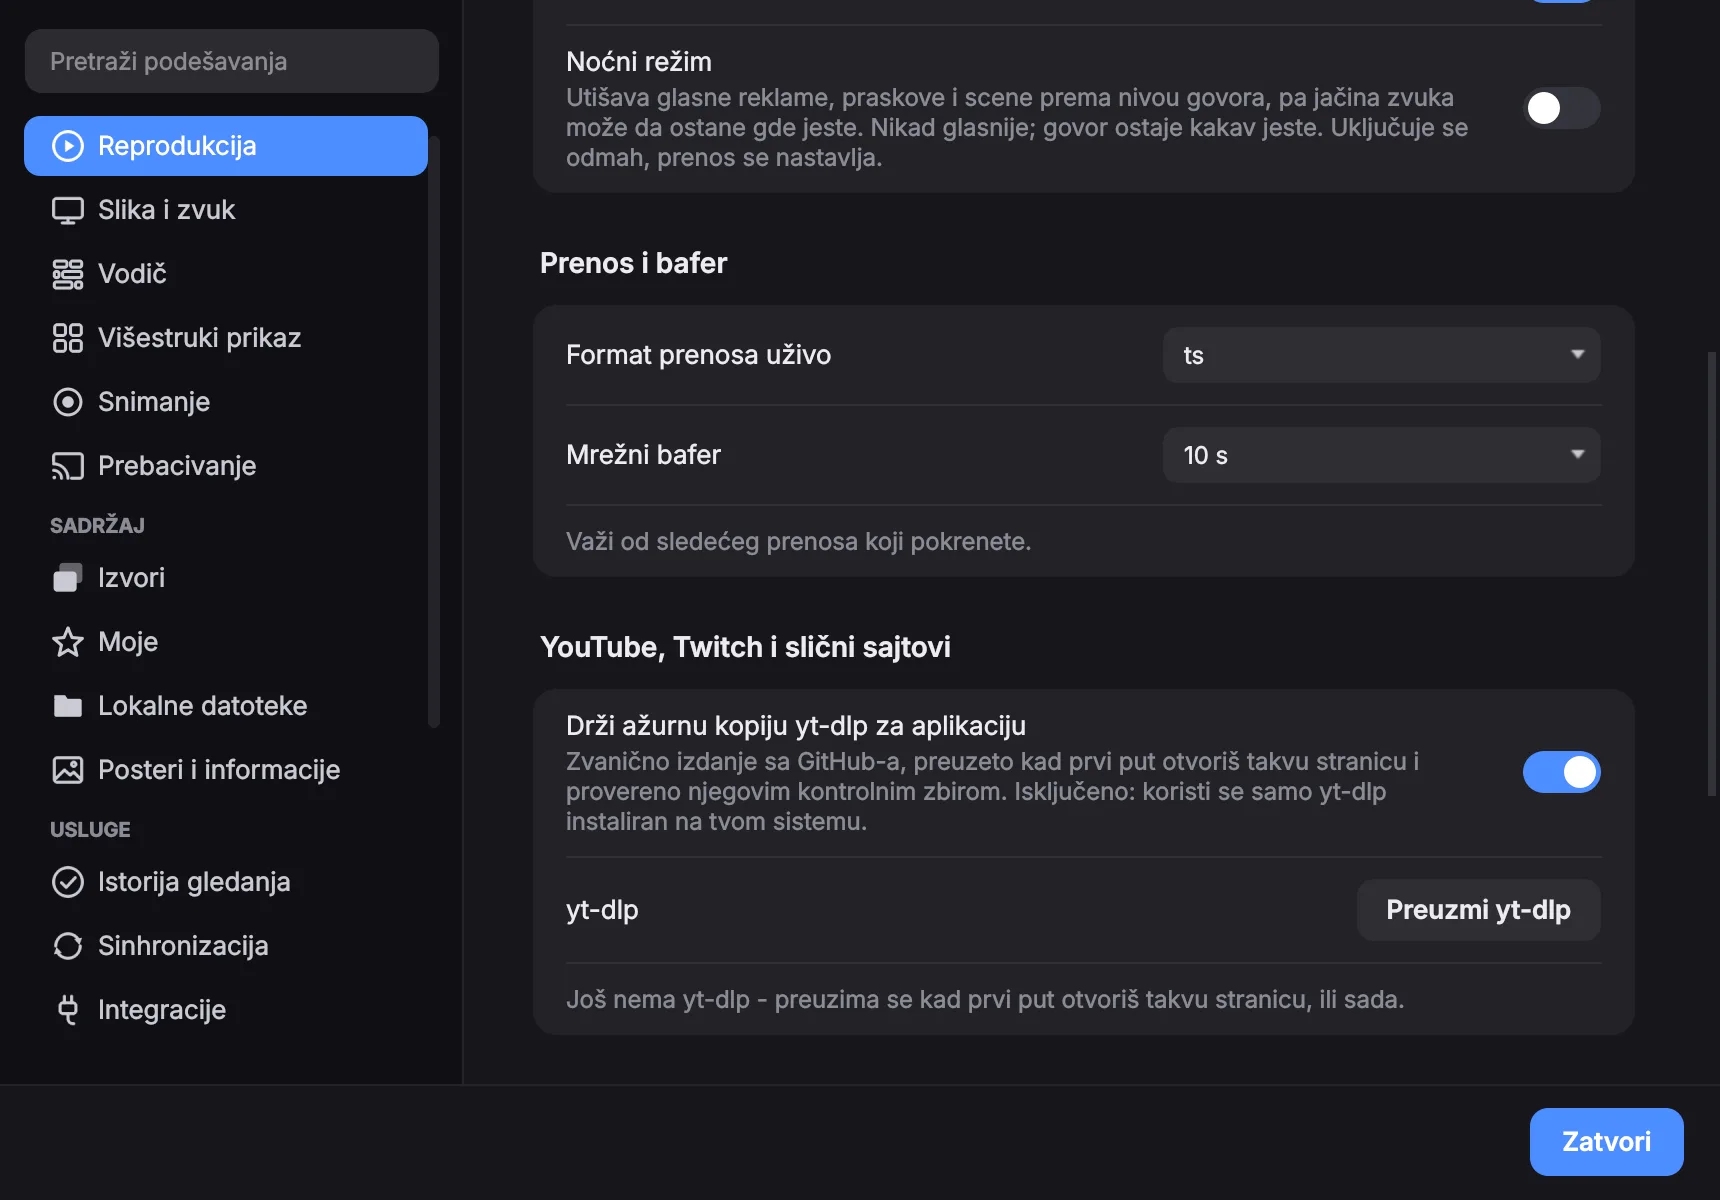 Pretraži podešavanja
Reprodukcija
Slika i zvuk
Vodič
Višestruki prikaz
Snimanje
Prebacivanje
SADRŽAJ
Izvori
Moje
Lokalne datoteke
Posteri i informacije
USLUGE
Istorija gledanja
Sinhronizacija
Integracije
Noćni režim
Utišava glasne reklame, praskove i scene prema nivou govora, pa jačina zvuka
može da ostane gde jeste. Nikad glasnije; govor ostaje kakav jeste. Uključuje se
odmah, prenos se nastavlja.
Prenos i bafer
Format prenosa uživo
ts
Mrežni bafer
10 s
Važi od sledećeg prenosa koji pokrenete.
YouTube, Twitch i slični sajtovi
Drži ažurnu kopiju yt-dlp za aplikaciju
Zvanično izdanje sa GitHub-a, preuzeto kad prvi put otvoriš takvu stranicu i
provereno njegovim kontrolnim zbirom. Isključeno: koristi se samo yt-dlp
instaliran na tvom sistemu.
yt-dlp
Preuzmi yt-dlp
Još nema yt-dlp - preuzima se kad prvi put otvoriš takvu stranicu, ili sada.
Zatvori